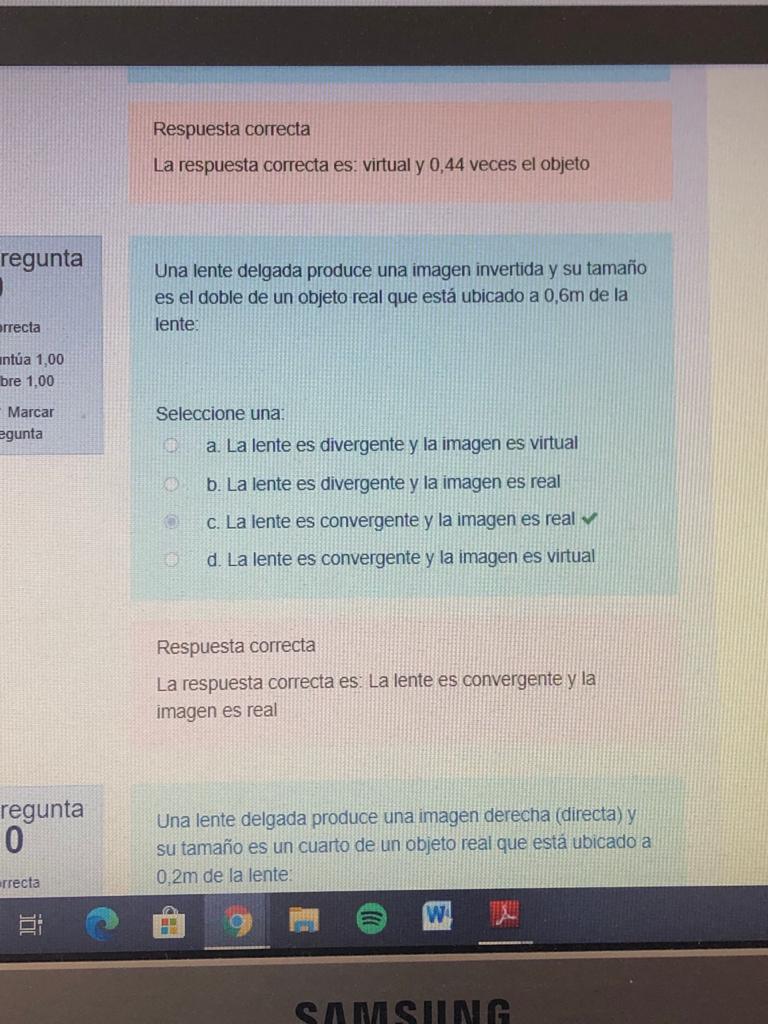 Respuesta correcta
La respuesta correcta es: virtual y 0,44 veces el objeto
regunta
orrecta
untúa 1,00
bre 1,00
Marcar
egunta
Una lente delgada produce una imagen invertida y su tamaño
es el doble de un objeto real que está ubicado a 0,6m de la
lente:
Seleccione una:
a. La lente es divergente y la imagen es virtual
b. La lente es divergente y la imagen es real
c. La lente es convergente y la imagen es real
d. La lente es convergente y la imagen es virtual
Respuesta correcta
La respuesta correcta es: La lente es convergente y la
imagen es real
regunta
0
orrecta
Una lente delgada produce una imagen derecha (directa) y
su tamaño es un cuarto de un objeto real que está ubicado a
0,2m de la lente:
W
SAMSUNG